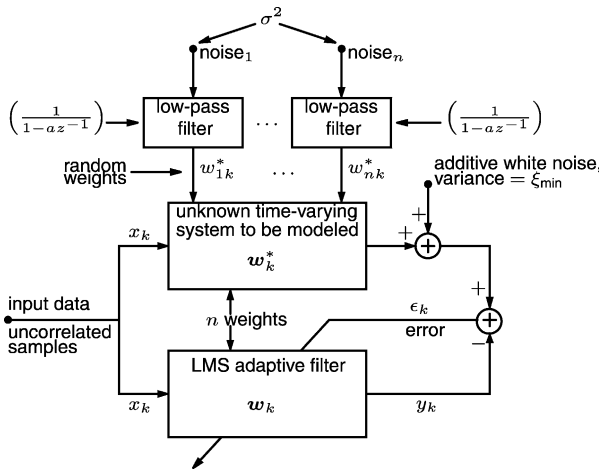 σ²
noise₁ noiseₙ
(1/(1−az⁻¹)) low-pass filter ... low-pass filter (1/(1−az⁻¹))
random weights
w*₁ₖ ... w*ₙₖ
additive white noise,
variance = ξmin
+
unknown time-varying
system to be modeled
xₖ
+ +
w*ₖ
input data
uncorrelated
samples
n weights
ϵₖ
error
+
+
−
LMS adaptive filter
xₖ
wₖ
yₖ